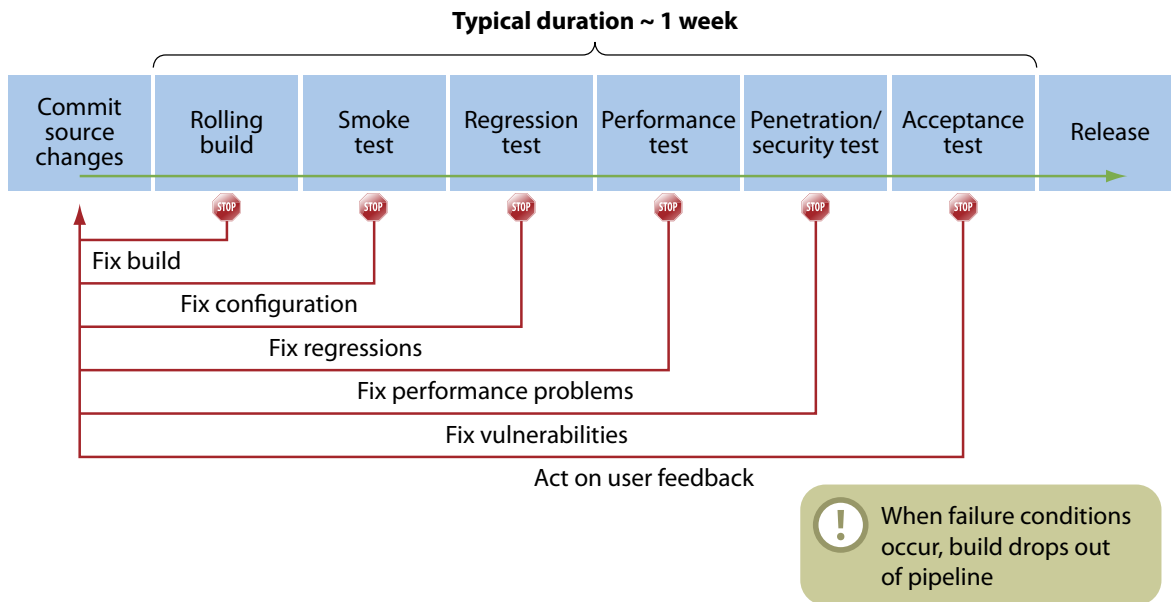 Typical duration ~ 1 week
Commit
source
changes
Rolling
build
Smoke
test
Regression
test
Performance
test
Penetration/
security test
Acceptance
test
Release
STOP
STOP
STOP
STOP
STOP
STOP
Fix build
Fix configuration
Fix regressions
Fix performance problems
Fix vulnerabilities
Act on user feedback
!
When failure conditions
occur, build drops out
of pipeline